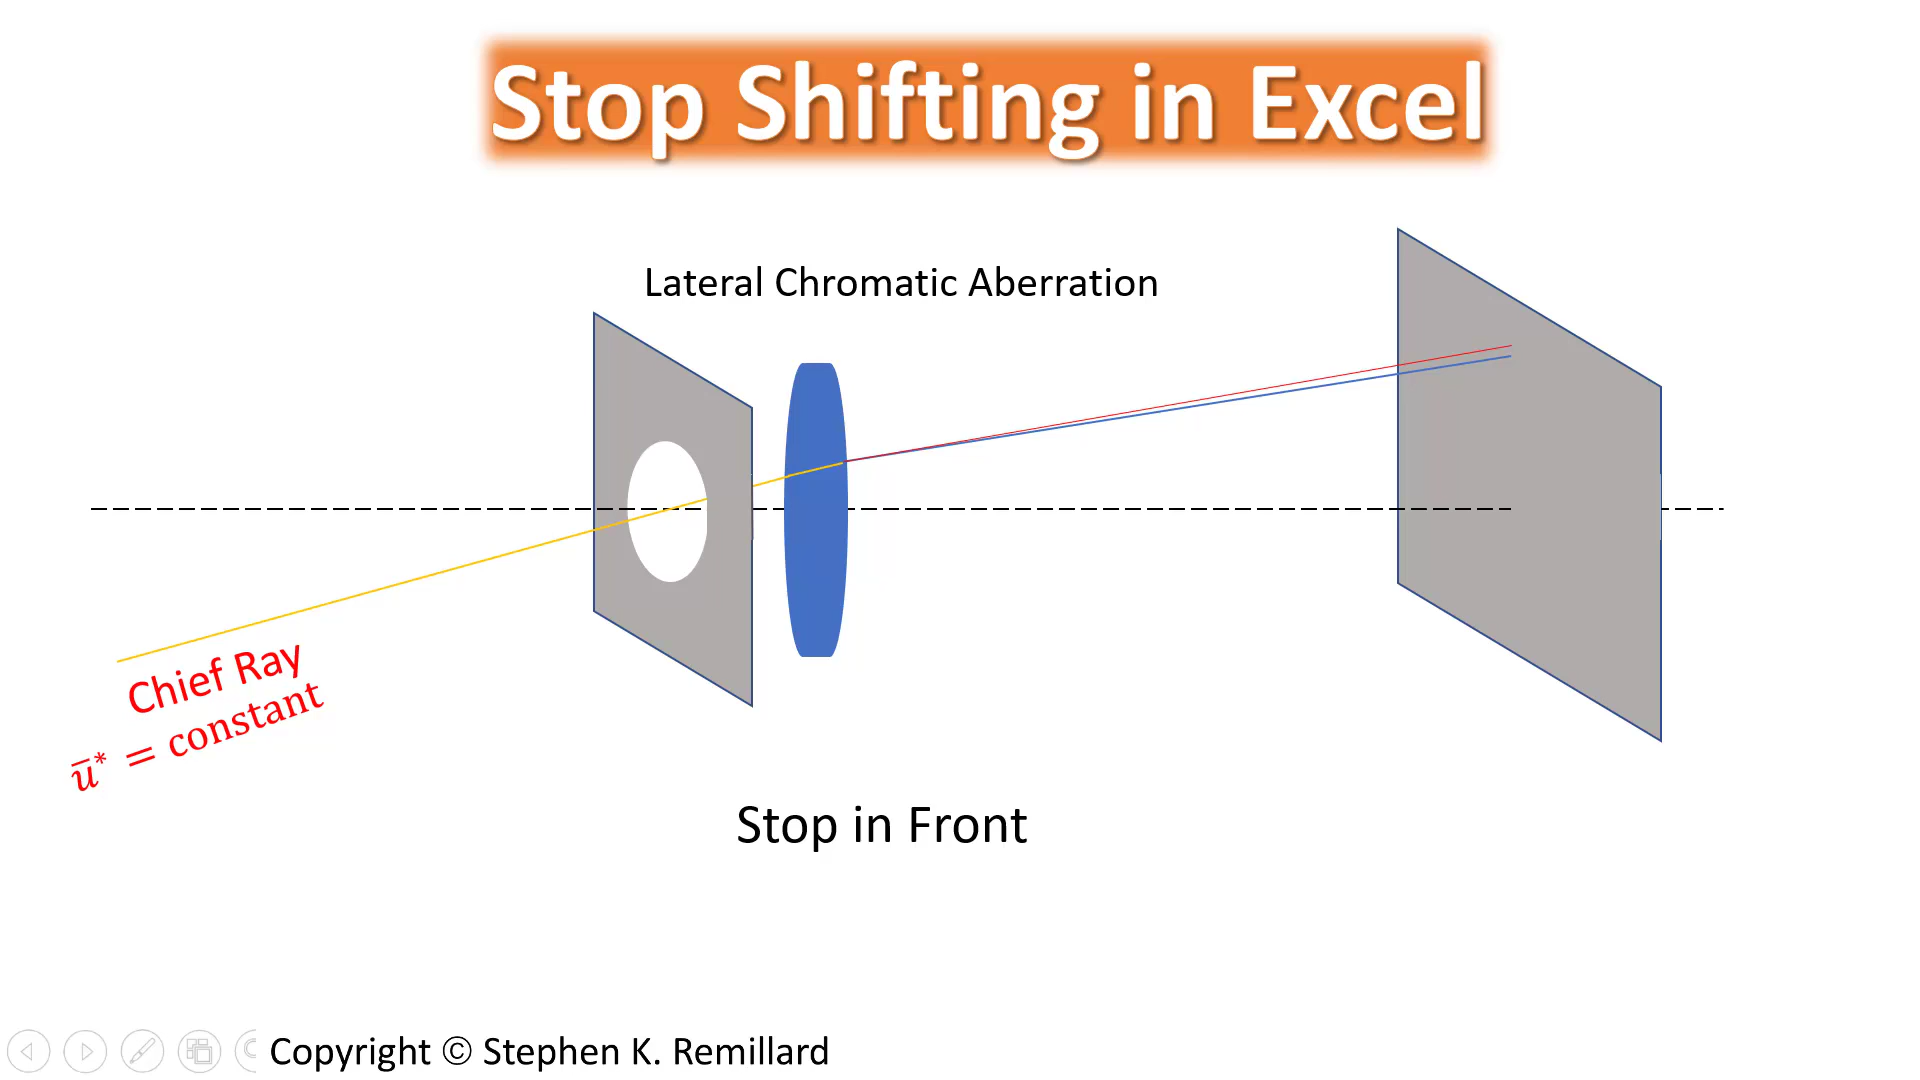 Stop Shifting in Excel
Lateral Chromatic Aberration
Chief Ray
u̅* = constant
Stop in Front
Copyright © Stephen K. Remillard